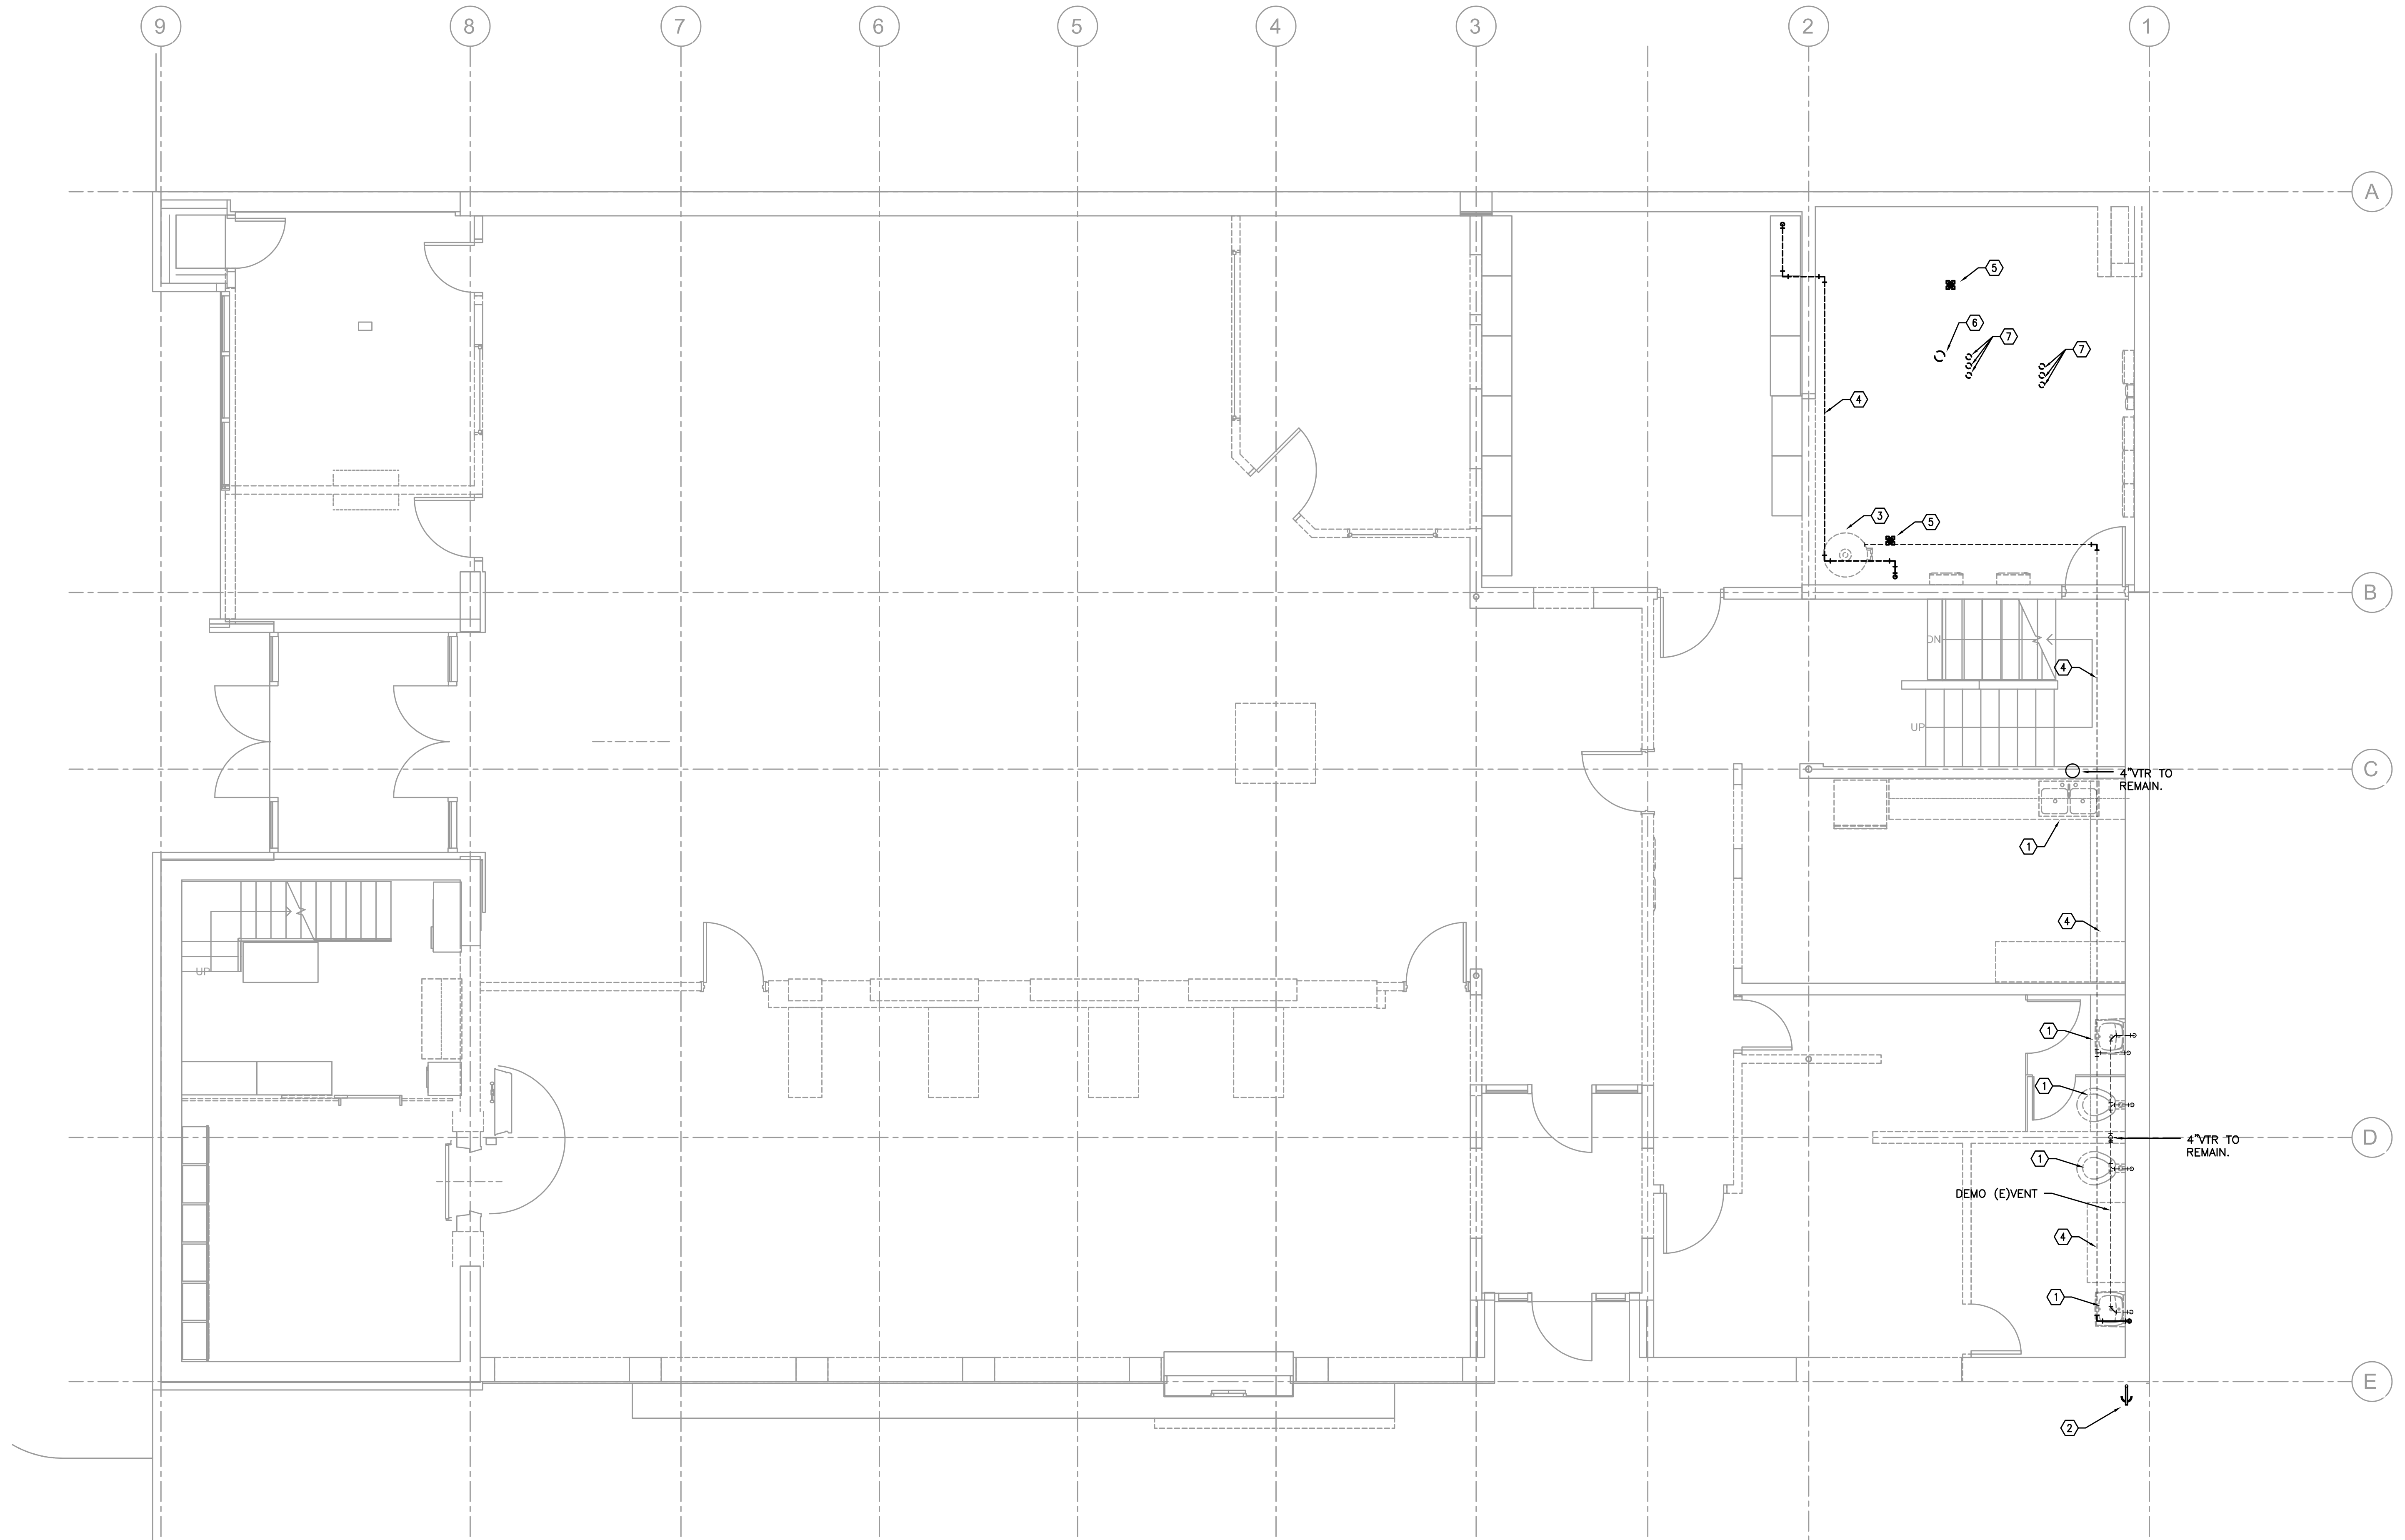 9 8 7 6 5 4 3 2 1
A
5
6
7
7
4
3
5
B
DN
4
UP
C
4"VTR TO
REMAIN.
1
4
UP
1
1
D
4"VTR TO
REMAIN.
1
DEMO (E)VENT
4
1
E
2